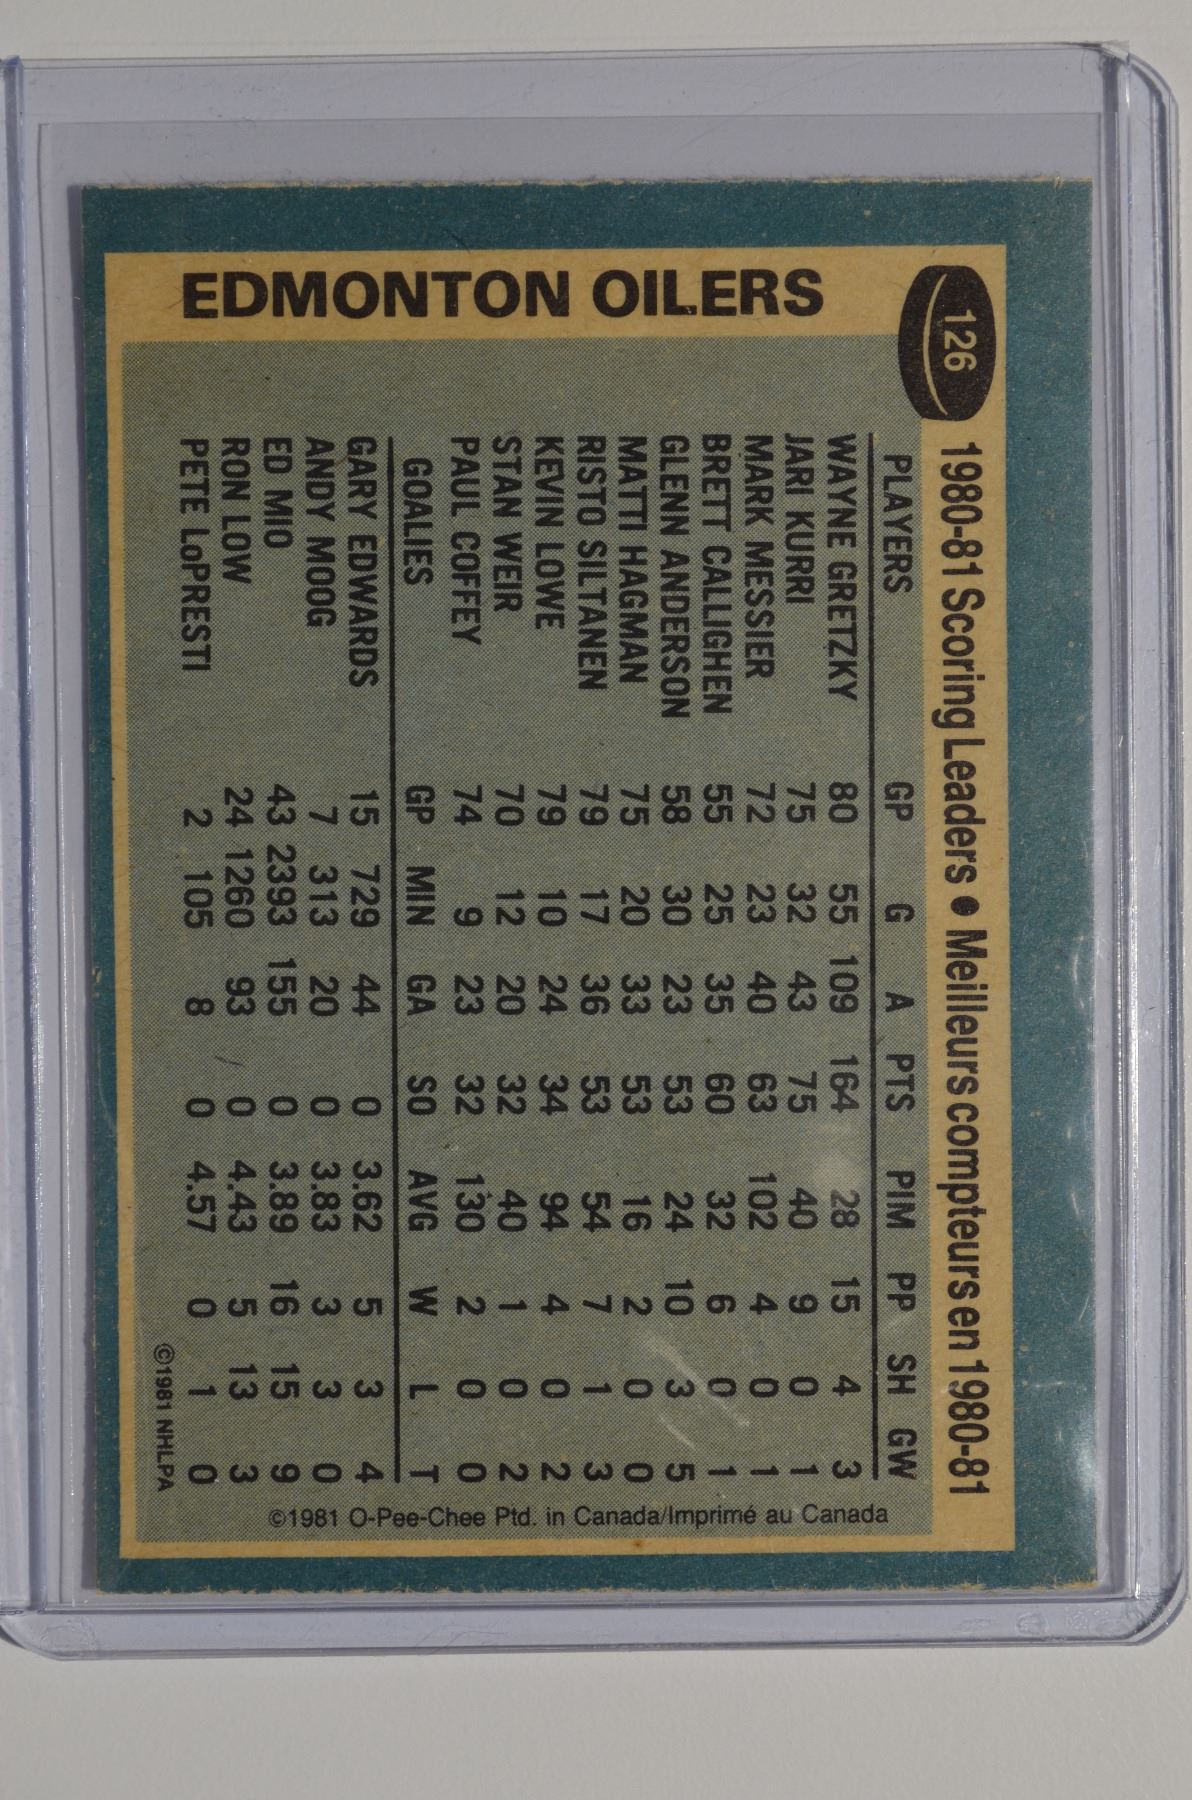 126
1980-81 Scoring Leaders ● Meilleurs compteurs en 1980-81
EDMONTON OILERS
PLAYERS GP G A PTS PIM PP SH GW
WAYNE GRETZKY 80 55 109 164 28 15 4 3
JARI KURRI 75 32 43 75 40 9 0 1
MARK MESSIER 72 23 40 63 102 4 0 1
BRETT CALLIGHEN 55 25 35 60 32 6 0 1
GLENN ANDERSON 58 30 23 53 24 10 3 5
MATTI HAGMAN 75 20 33 53 16 2 0 0
RISTO SILTANEN 79 17 36 53 54 7 1 3
KEVIN LOWE 79 10 24 34 94 4 0 2
STAN WEIR 70 12 20 32 40 1 0 2
PAUL COFFEY 74 9 23 32 130 2 0 0
GOALIES GP MIN GA SO AVG W L T
GARY EDWARDS 15 729 44 0 3.62 5 3 4
ANDY MOOG 7 313 20 0 3.83 3 3 0
ED MIO 43 2393 155 0 3.89 16 15 9
RON LOW 24 1260 93 0 4.43 5 13 3
PETE LoPRESTI 2 105 8 0 4.57 0 1 0
©1981 NHLPA
©1981 O-Pee-Chee Ptd. in Canada/Imprimé au Canada